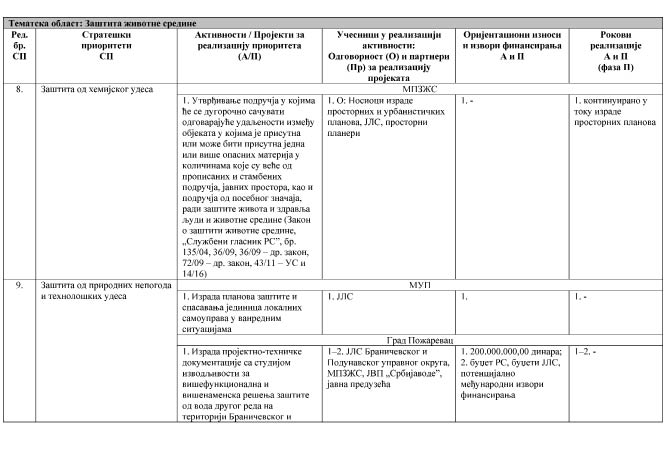 Тематска област: Заштита животне средине
Ред. бр. СП
Стратешки приоритети СП
Активности / Пројекти за реализацију приоритета (А/П)
Учесници у реализацији активности: Одговорност (О) и партнери (Пр) за реализацију пројеката
Оријентациони износи и извори финансирања А и П
Рокови реализације А и П (фаза П)
8.
Заштита од хемијског удеса
МПЗЖС
1. Утврђивање подручја у којима
ће се дугорочно сачувати
одговарајуће удаљености између
објеката у којима је присутна
или може бити присутна једна
или више опасних материја у
количинама које су веће од
прописаних и стамбених
подручја, јавних простора, као и
подручја од посебног значаја,
ради заштите живота и здравља
људи и животне средине (Закон
о заштити животне средине,
„Службени гласник РС”, бр.
135/04, 36/09, 36/09 – др. закон,
72/09 – др. закон, 43/11 – УС и
14/16)
1. О: Носиоци израде
просторних и урбанистичких
планова, ЈЛС, просторни
планери
1. -
1. континуирано у
току израде
просторних планова
9.
Заштита од природних непогода
и технолошких удеса
МУП
1. Израда планова заштите и
спасавања јединица локалних
самоуправа у ванредним
ситуацијама
1. ЈЛС
1.
1. -
Град Пожаревац
1. Израда пројектно-техничке
документације са студијом
изводљивости за
вишефункционална и
вишенаменска решења заштите
од вода другог реда на
територији Браничевског и
1–2. ЈЛС Браничевског и
Подунавског управног округа,
МПЗЖС, ЈВП „Србијаводе”,
јавна предузећа
1. 200.000.000,00 динара;
2. буџет РС, буџети ЈЛС,
потенцијално
међународни извори
финансирања
1–2. -